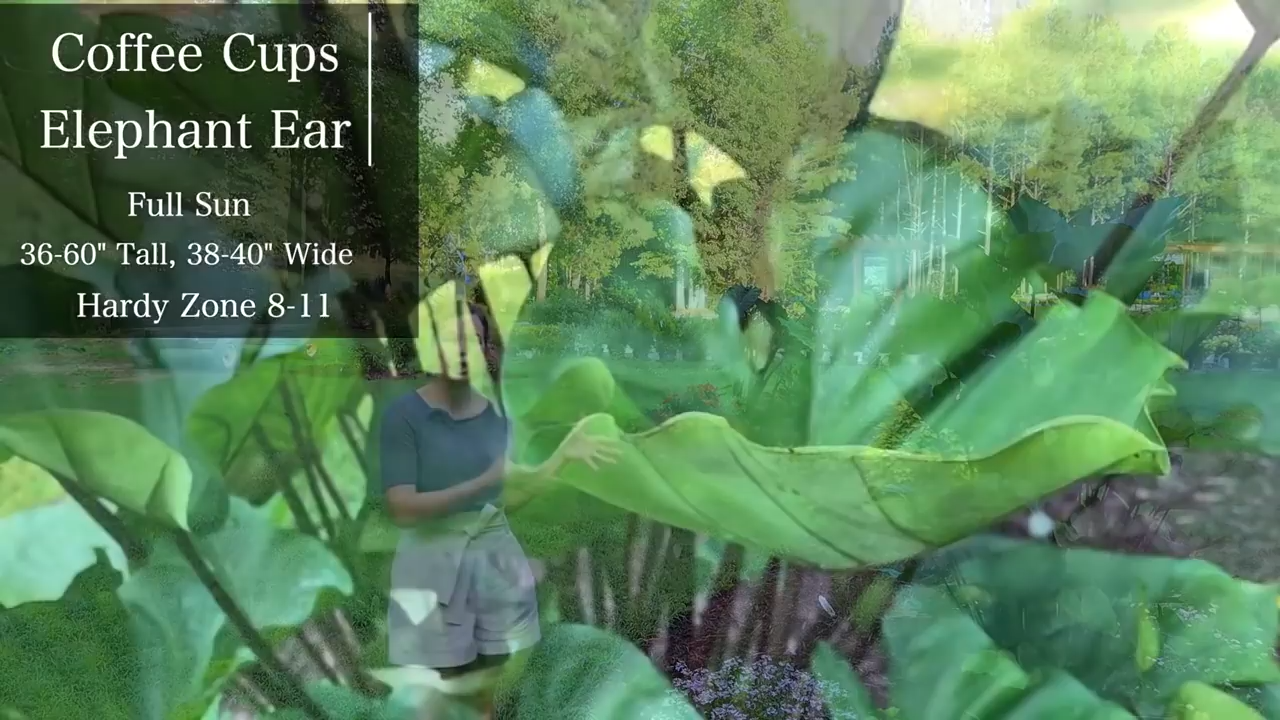 Coffee Cups
Elephant Ear
Full Sun
36-60" Tall, 38-40" Wide
Hardy Zone 8-11